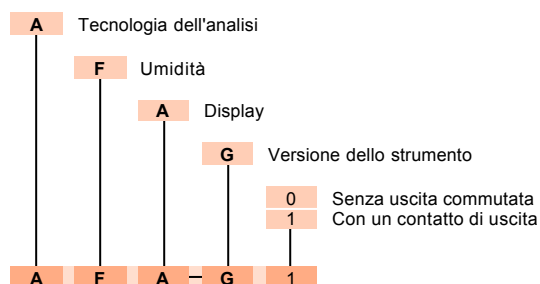 A Tecnologia dell'analisi
F Umidità
A Display
G Versione dello strumento
0 Senza uscita commutata
1 Con un contatto di uscita
A F A – G 1